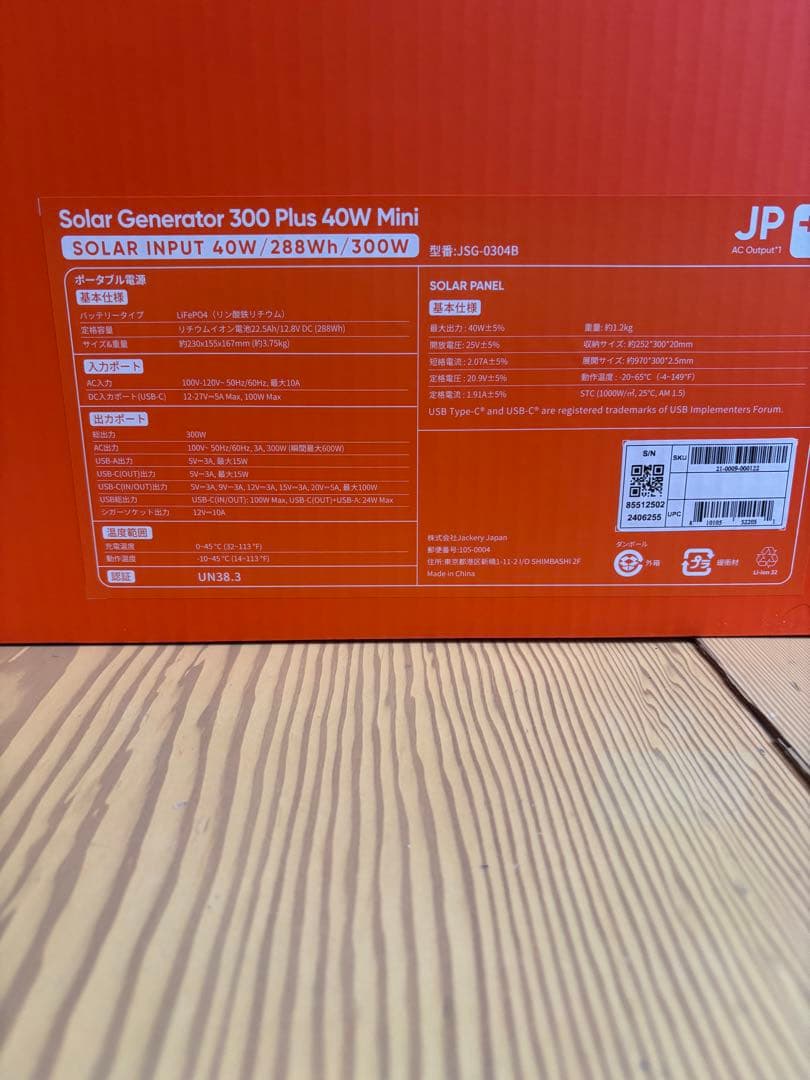 Solar Generator 300 Plus 40W Mini
SOLAR INPUT 40W/288Wh/300W
型番:JSG-0304B
JP
AC Output*1
ポータブル電源
基本仕様
バッテリータイプ LiFePO4（リン酸鉄リチウム）
定格容量 リチウムイオン電池22.5Ah/12.8V DC (288Wh)
サイズ&重量 約230x155x167mm (約3.75kg)
入力ポート
AC入力 100V-120V~ 50Hz/60Hz, 最大10A
DC入力ポート(USB-C) 12-27V⎓5A Max, 100W Max
出力ポート
総出力 300W
AC出力 100V~ 50Hz/60Hz, 3A, 300W (瞬間最大600W)
USB-A出力 5V⎓3A, 最大15W
USB-C(OUT)出力 5V⎓3A, 最大15W
USB-C(IN/OUT)出力 5V⎓3A, 9V⎓3A, 12V⎓3A, 15V⎓3A, 20V⎓5A, 最大100W
USB総出力 USB-C(IN/OUT): 100W Max, USB-C(OUT)+USB-A: 24W Max
シガーソケット出力 12V⎓10A
温度範囲
充電温度 0~45°C (32~113°F)
動作温度 -10~45°C (14~113°F)
認証 UN38.3
SOLAR PANEL
基本仕様
最大出力 : 40W±5%
開放電圧 : 25V±5%
短絡電流 : 2.07A±5%
定格電圧 : 20.9V±5%
定格電流 : 1.91A±5%
重量: 約1.2kg
収納サイズ: 約252*300*20mm
展開サイズ: 約970*300*2.5mm
動作温度 : -20~65°C（-4~149°F）
STC (1000W/㎡, 25°C, AM 1.5)
USB Type-C® and USB-C® are registered trademarks of USB Implementers Forum.
S/N
85512502
2406255
SKU
21-0009-000122
UPC
株式会社Jackery Japan
郵便番号:105-0004
住所:東京都港区新橋1-11-2 I/O SHIMBASHI 2F
Made in China
ダンボール
外箱
プラ
緩衝材
Li-ion 32